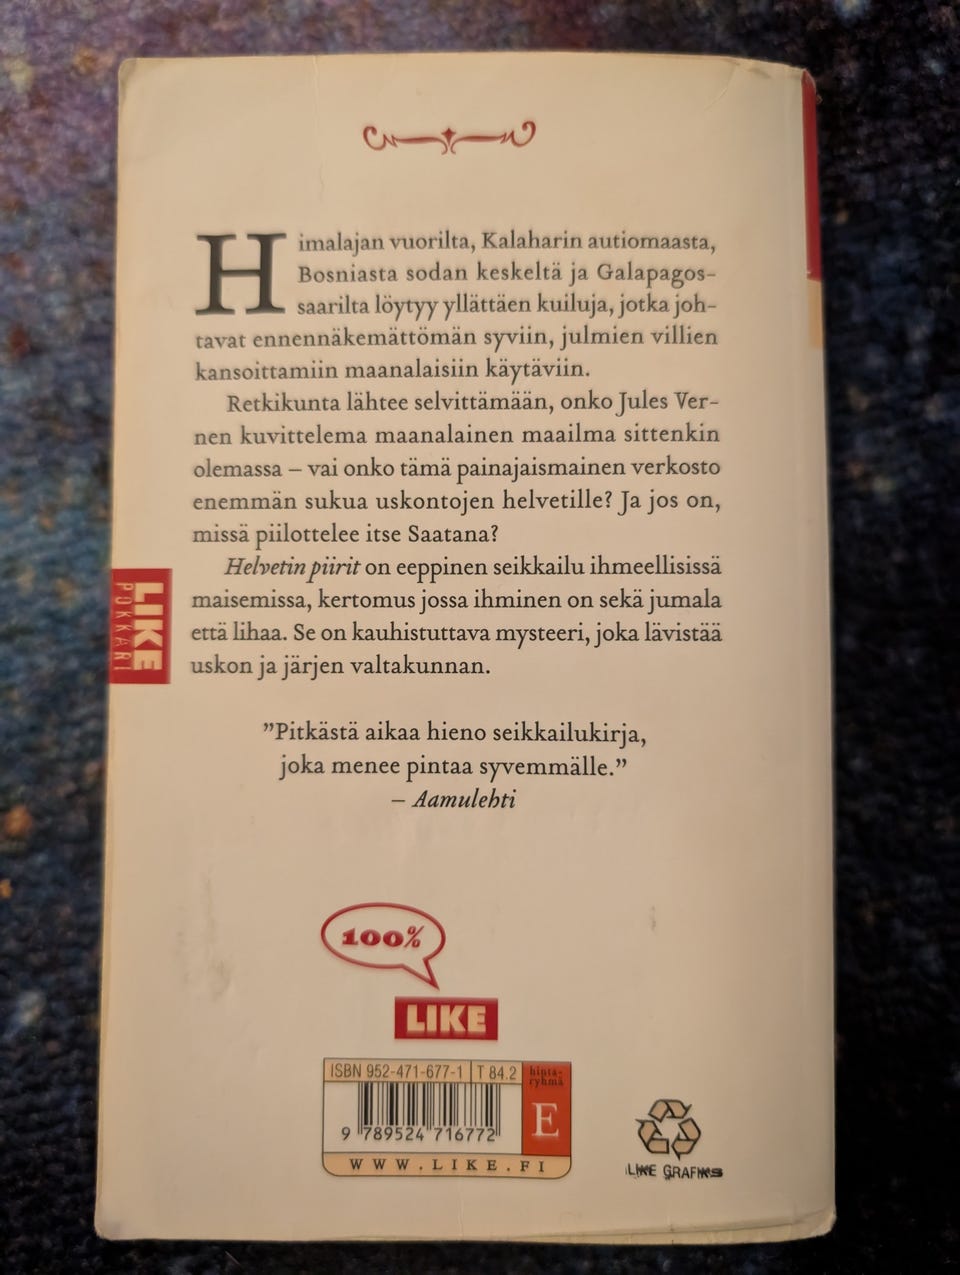 Himalajan vuorilta, Kalaharin autiomaasta,
Bosniasta sodan keskeltä ja Galapagos-
saarilta löytyy yllättäen kuiluja, jotka joh-
tavat ennennäkemättömän syviin, julmien villien
kansoittamiin maanalaisiin käytäviin.
Retkikunta lähtee selvittämään, onko Jules Ver-
nen kuvittelema maanalainen maailma sittenkin
olemassa – vai onko tämä painajaismainen verkosto
enemmän sukua uskontojen helvetille? Ja jos on,
missä piilottelee itse Saatana?
Helvetin piirit on eeppinen seikkailu ihmeellisissä
maisemissa, kertomus jossa ihminen on sekä jumala
että lihaa. Se on kauhistuttava mysteeri, joka lävistää
uskon ja järjen valtakunnan.
LIKE
POKKARI
”Pitkästä aikaa hieno seikkailukirja,
joka menee pintaa syvemmälle.”
– Aamulehti
100%
LIKE
ISBN 952-471-677-1 T 84.2
hinta-
ryhmä
E
9 789524 716772
WWW.LIKE.FI
LIKE GRAFIKS